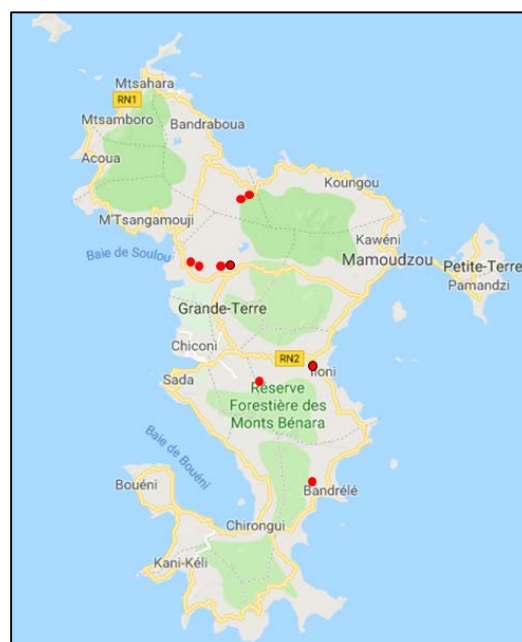 Mtsahara
RN1
Mtsamboro
Bandraboua
Acoua
Koungou
M'Tsangamouji
Kawéni
Baie de Soulou
Mamoudzou
Petite-Terre
Pamandzi
Grande-Terre
Chiconi
RN2
Iloni
Sada
Réserve
Forestière des
Monts Bénara
Baie de Bouéni
Bouéni
Bandrélé
Chirongui
Kani-Kéli